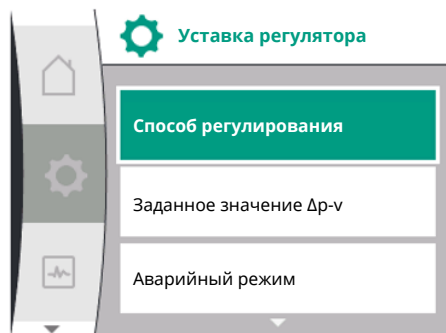 Уставка регулятора
Способ регулирования
Заданное значение Δp-v
Аварийный режим